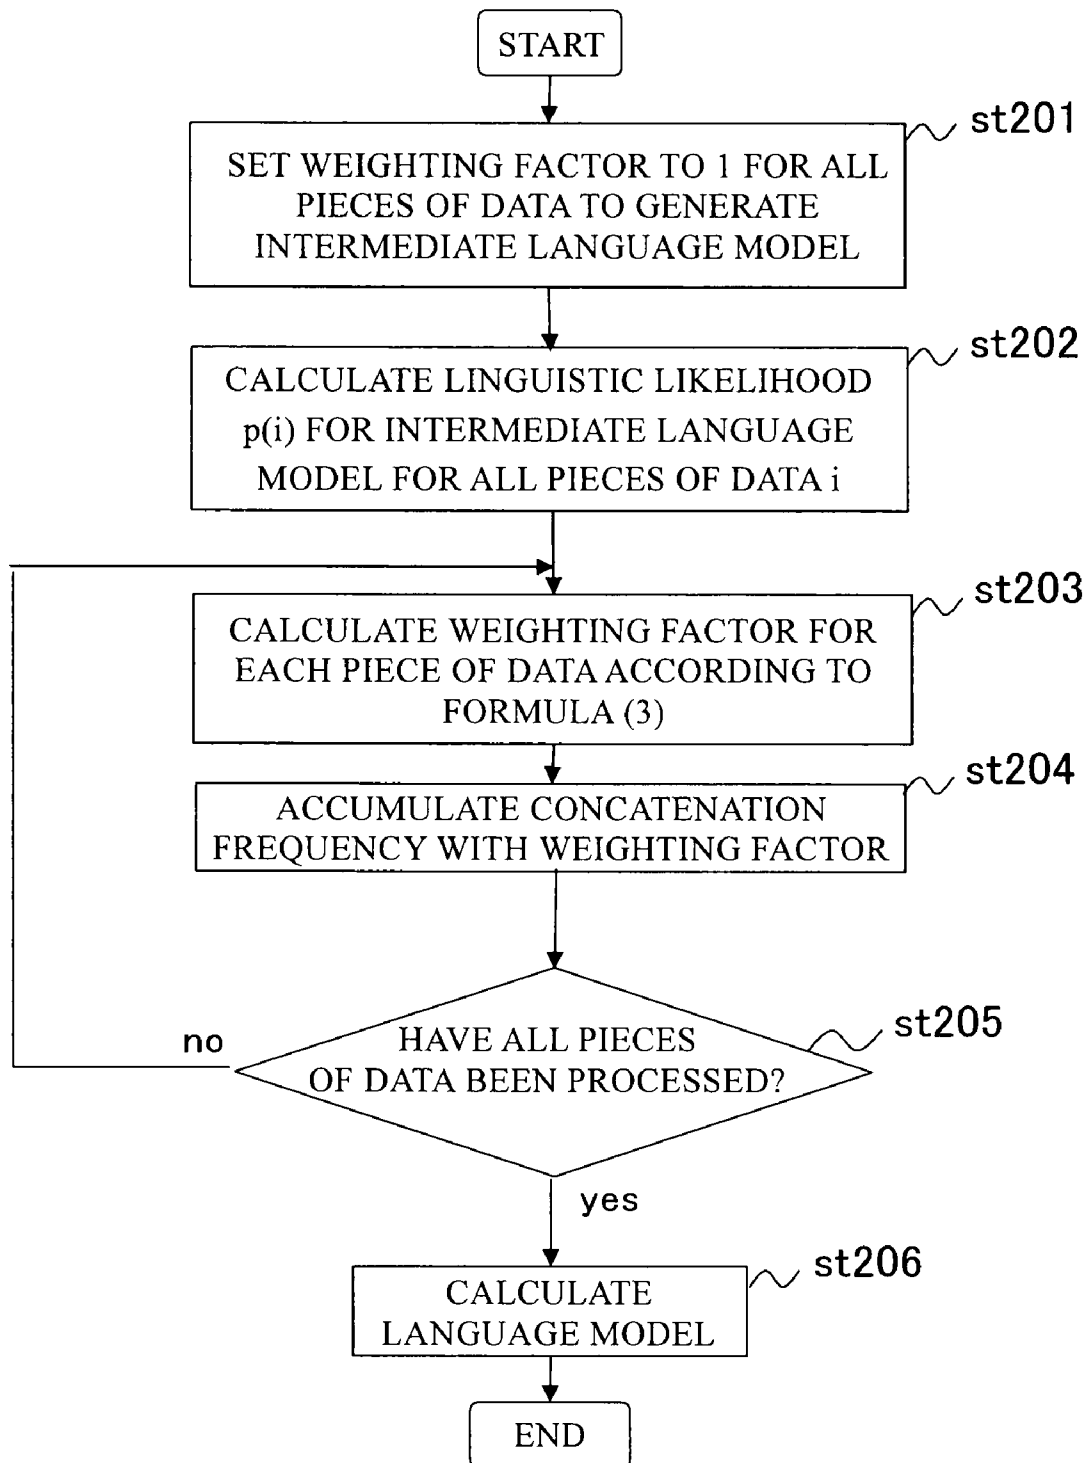 START
st201
SET WEIGHTING FACTOR TO 1 FOR ALL
PIECES OF DATA TO GENERATE
INTERMEDIATE LANGUAGE MODEL
st202
CALCULATE LINGUISTIC LIKELIHOOD
p(i) FOR INTERMEDIATE LANGUAGE
MODEL FOR ALL PIECES OF DATA i
st203
CALCULATE WEIGHTING FACTOR FOR
EACH PIECE OF DATA ACCORDING TO
FORMULA (3)
st204
ACCUMULATE CONCATENATION
FREQUENCY WITH WEIGHTING FACTOR
st205
HAVE ALL PIECES
OF DATA BEEN PROCESSED?
no
yes
st206
CALCULATE
LANGUAGE MODEL
END